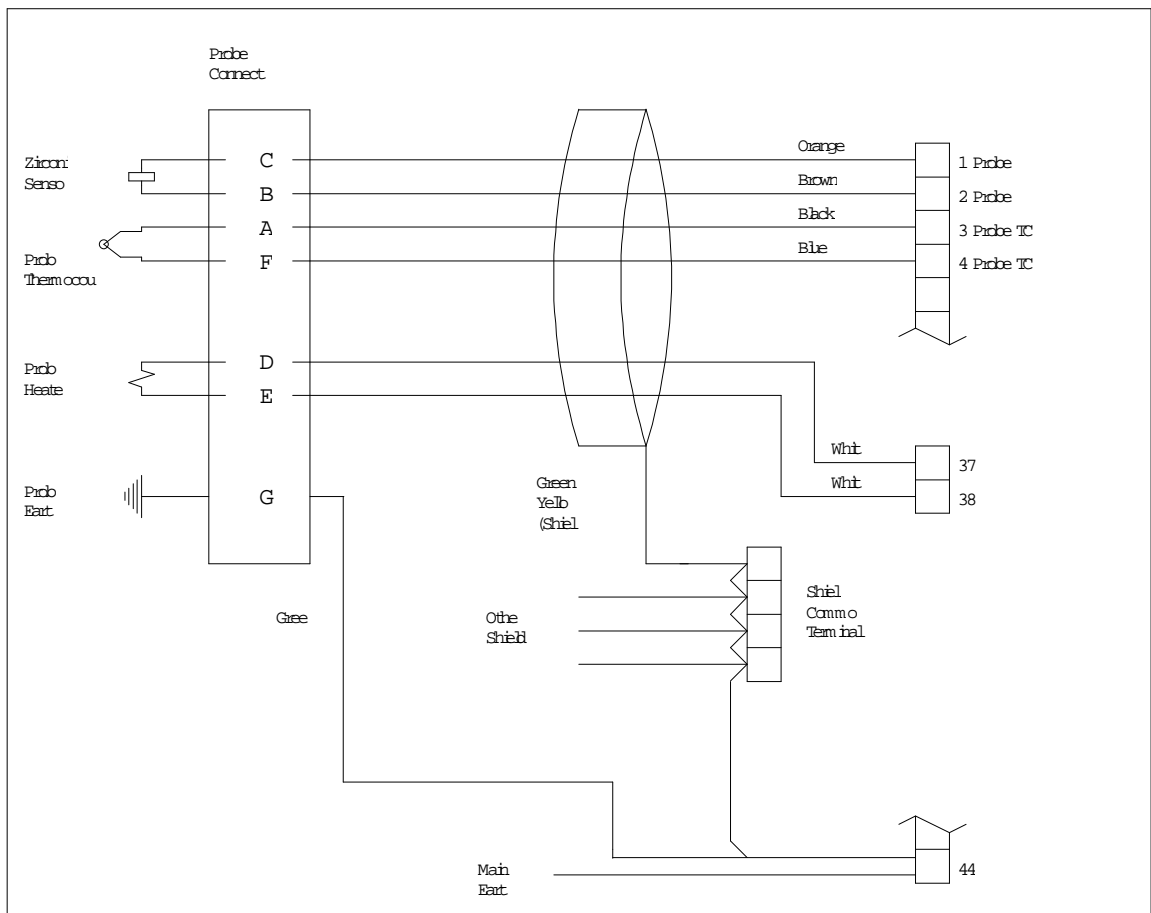 Probe
Connect
Zircon:
Senso
C
B
A
F
Orange
Brown
Black
Blue
1 Probe
2 Probe
3 Probe TC
4 Probe TC
Prob
Thermocou
Prob
Heate
D
E
Whit
Whit
37
38
Prob
Eart
G
Green
Yello
(Shiel
Gree
Othe
Shield
Shiel
Commo
Terminal
Main
Eart
44